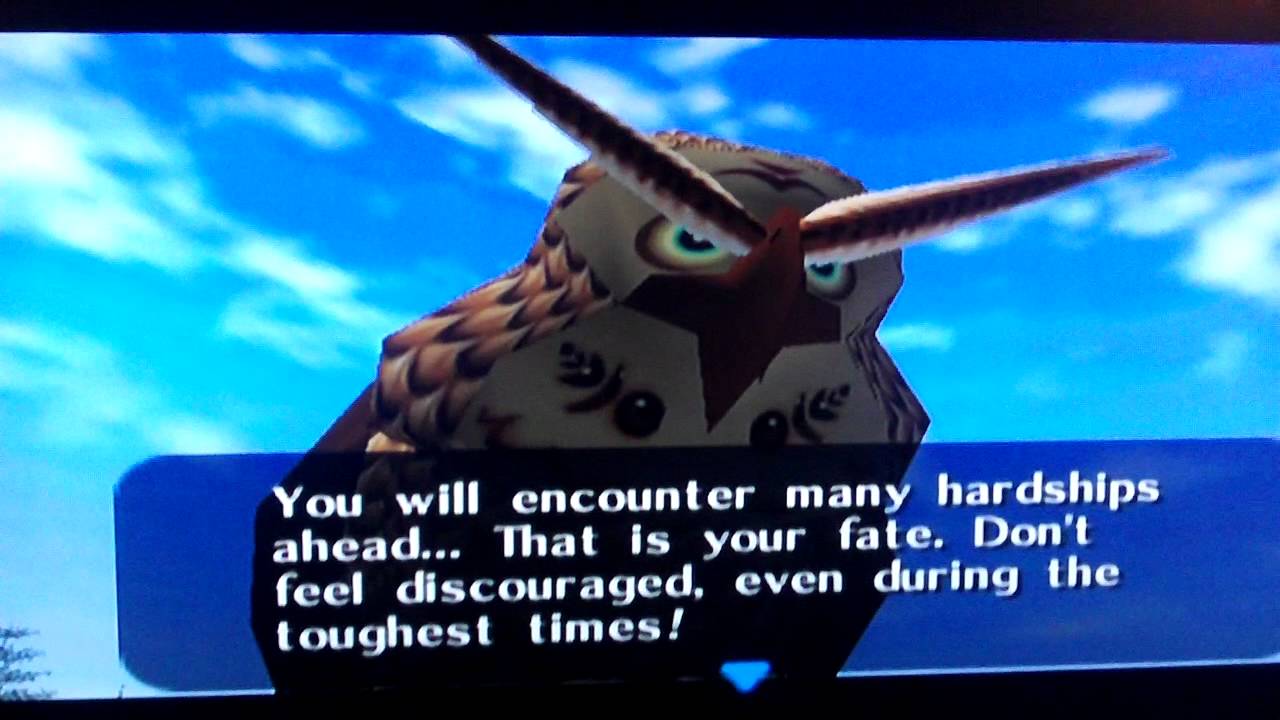 You will encounter many hardships
ahead... That is your fate. Don't
feel discouraged, even during the
toughest times!